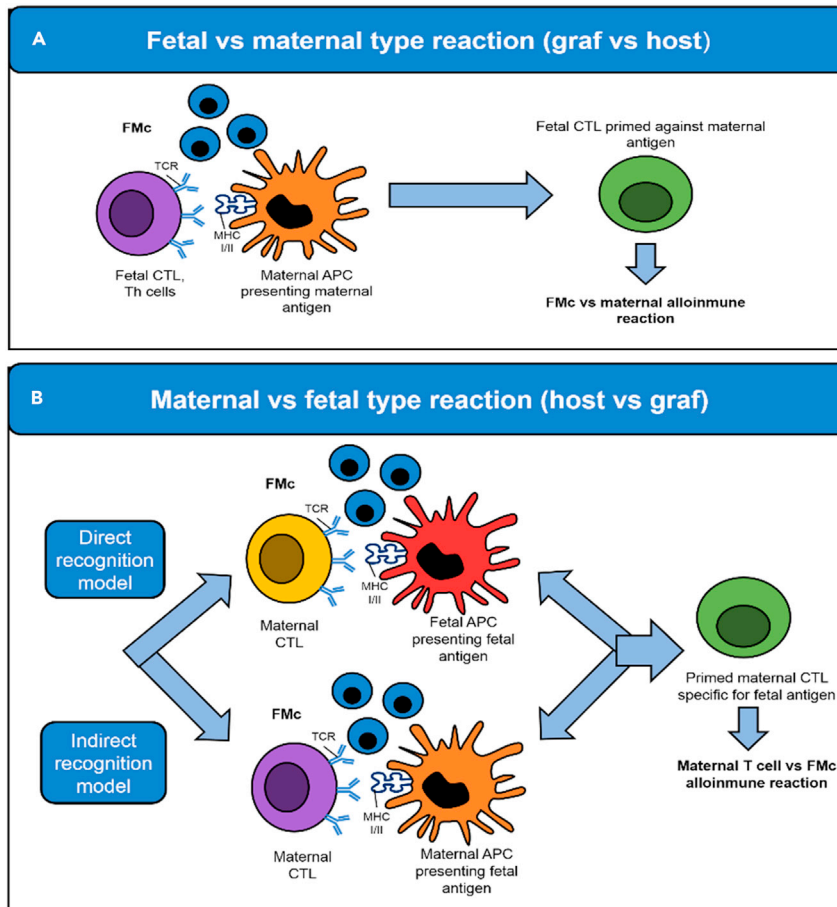 A
Fetal vs maternal type reaction (graf vs host)
FMc
TCR
MHC
I/II
Fetal CTL,
Th cells
Maternal APC
presenting maternal
antigen
Fetal CTL primed against maternal
antigen
FMc vs maternal alloinmune
reaction
B
Maternal vs fetal type reaction (host vs graf)
Direct
recognition
model
FMc
TCR
MHC
I/II
Maternal
CTL
Fetal APC
presenting fetal
antigen
Indirect
recognition
model
FMc
TCR
MHC
I/II
Maternal
CTL
Maternal APC
presenting fetal
antigen
Primed maternal CTL
specific for fetal antigen
Maternal T cell vs FMc
alloinmune reaction